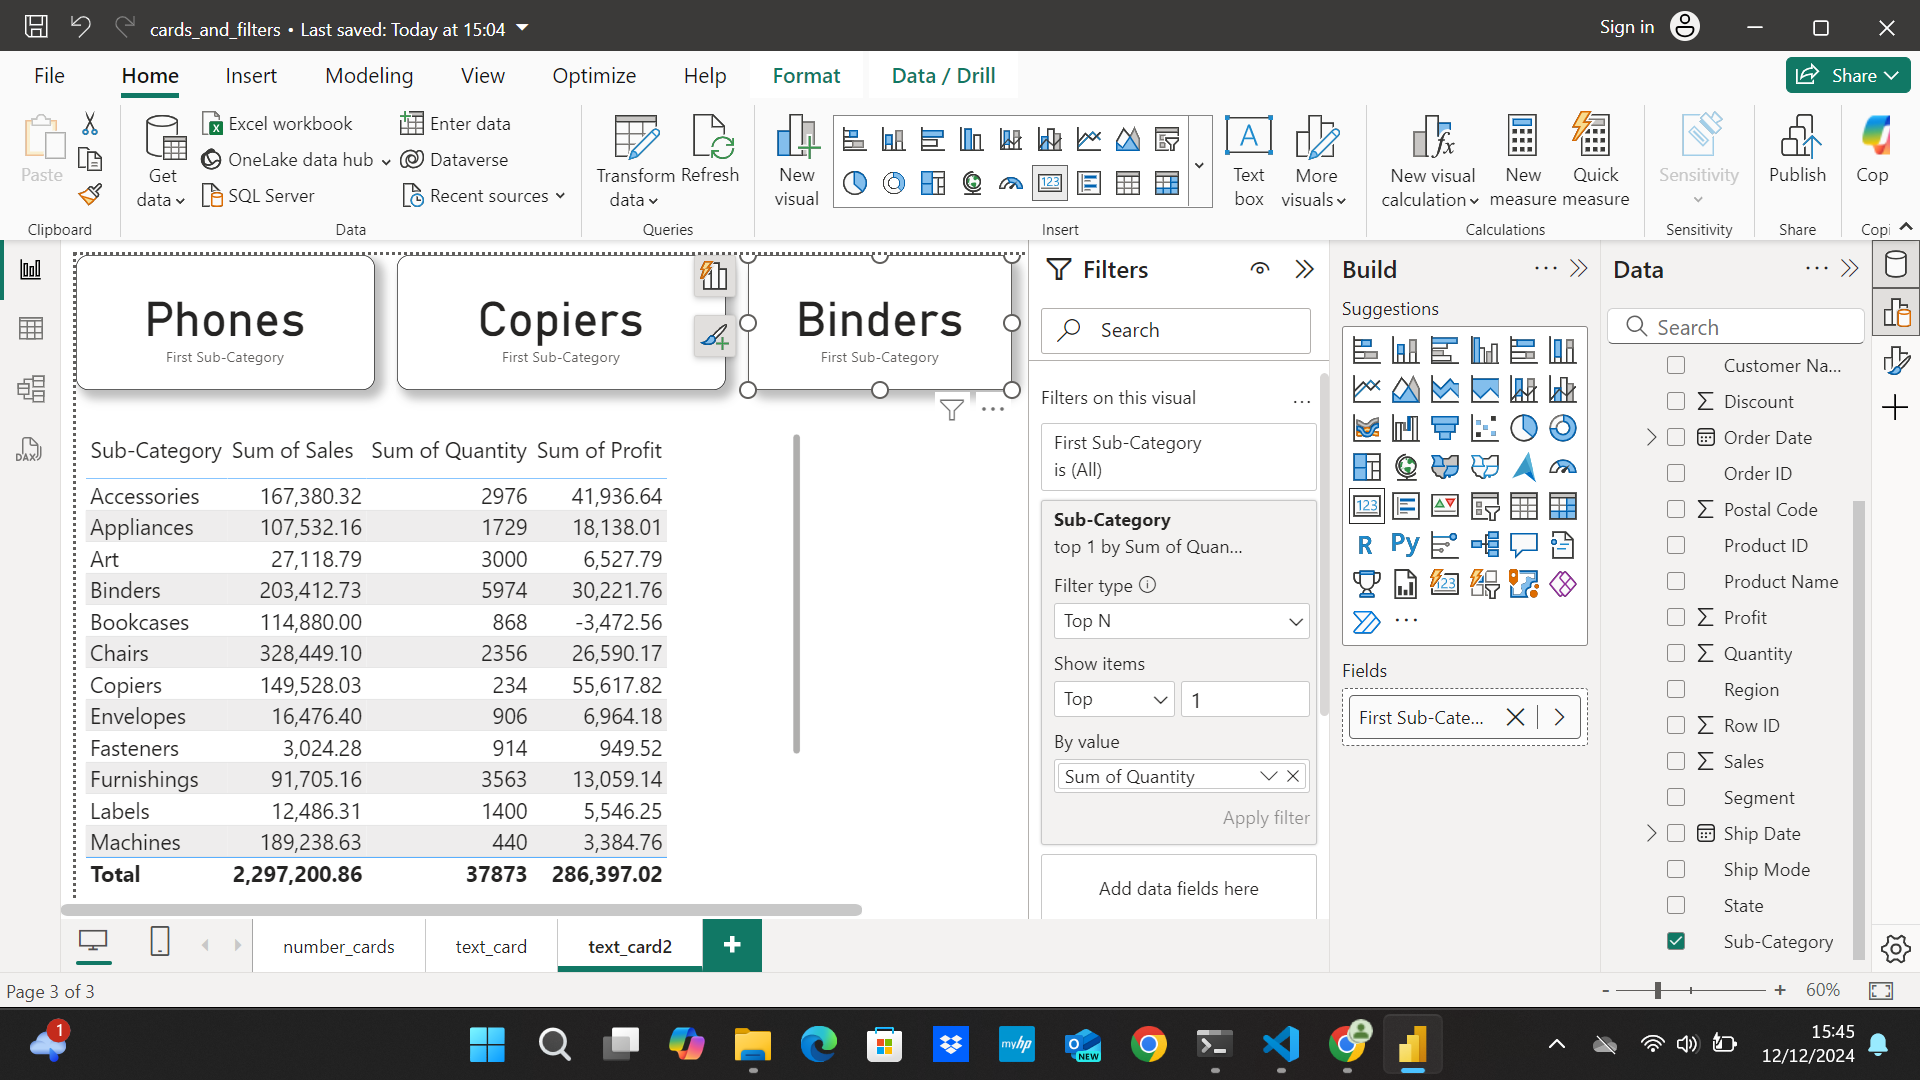 cards_and_filters • Last saved: Today at 15:04
Sign in
File Home Insert Modeling View Optimize Help Format Data / Drill
Share
Paste
Clipboard
Get data
Excel workbook
OneLake data hub
SQL Server
Enter data
Dataverse
Recent sources
Data
Transform data
Refresh
Queries
New visual
123
A
Text box
More visuals
Insert
fx
New visual calculation
New measure
Quick measure
Calculations
Sensitivity
Sensitivity
Publish
Share
Cop
Copi
DAX
Phones
First Sub-Category
Copiers
First Sub-Category
Binders
First Sub-Category
Sub-Category Sum of Sales Sum of Quantity Sum of Profit
Accessories 167,380.32 2976 41,936.64
Appliances 107,532.16 1729 18,138.01
Art 27,118.79 3000 6,527.79
Binders 203,412.73 5974 30,221.76
Bookcases 114,880.00 868 -3,472.56
Chairs 328,449.10 2356 26,590.17
Copiers 149,528.03 234 55,617.82
Envelopes 16,476.40 906 6,964.18
Fasteners 3,024.28 914 949.52
Furnishings 91,705.16 3563 13,059.14
Labels 12,486.31 1400 5,546.25
Machines 189,238.63 440 3,384.76
Total 2,297,200.86 37873 286,397.02
Filters
Search
Filters on this visual
...
First Sub-Category
is (All)
Sub-Category
top 1 by Sum of Quan...
Filter type
Top N
Show items
Top 1
By value
Sum of Quantity
Apply filter
Add data fields here
Build
...
Suggestions
123
R Py
123
...
Fields
First Sub-Cate...
Data
...
Search
Customer Na...
Σ Discount
Order Date
Order ID
Σ Postal Code
Product ID
Product Name
Σ Profit
Σ Quantity
Region
Σ Row ID
Σ Sales
Segment
Ship Date
Ship Mode
State
Sub-Category
number_cards text_card text_card2 +
Page 3 of 3
- + 60%
1
myhp
NEW
15:45
12/12/2024